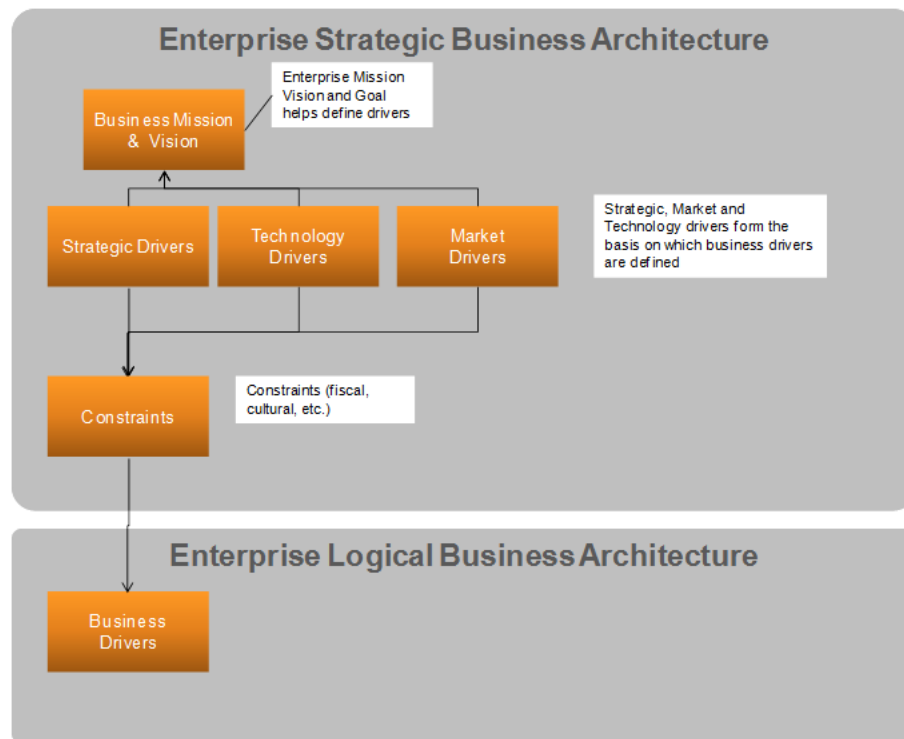 Enterprise Strategic Business Architecture
Enterprise Mission
Vision and Goal
helps define drivers
Business Mission
& Vision
Strategic Drivers
Technology
Drivers
Market
Drivers
Strategic, Market and
Technology drivers form the
basis on which business drivers
are defined
Constraints
Constraints (fiscal,
cultural, etc.)
Enterprise Logical Business Architecture
Business
Drivers